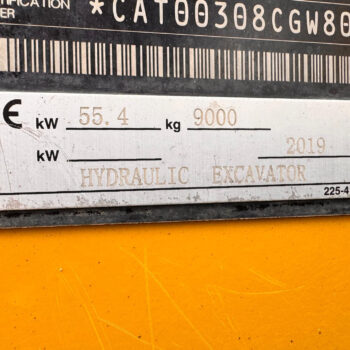 *CAT00308CGW80
CE kW 55.4 kg 9000
kW 2019
HYDRAULIC EXCAVATOR
225-4